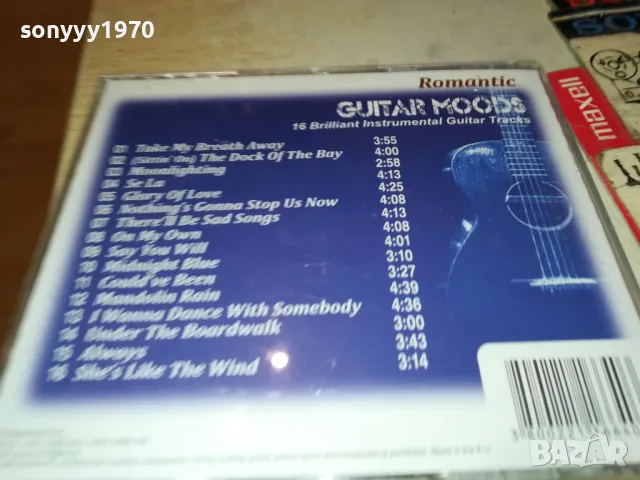 sonyyy1970
Romantic
GUITAR MOODS
16 Brilliant Instrumental Guitar Tracks
01 Take My Breath Away 3:55
02 (Sittin' On) The Dock Of The Bay 4:00
03 Moonlighting 2:58
04 Se La 4:13
05 Glory Of Love 4:25
06 Nothing's Gonna Stop Us Now 4:08
07 There'll Be Sad Songs 4:13
08 On My Own 4:08
09 Say You Will 4:01
10 Midnight Blue 3:10
11 Could've Been 3:27
12 Mandolin Rain 4:39
13 I Wanna Dance With Somebody 4:36
14 Under The Boardwalk 3:00
15 Always 3:43
16 She's Like The Wind 3:14
maxell
BAZAR